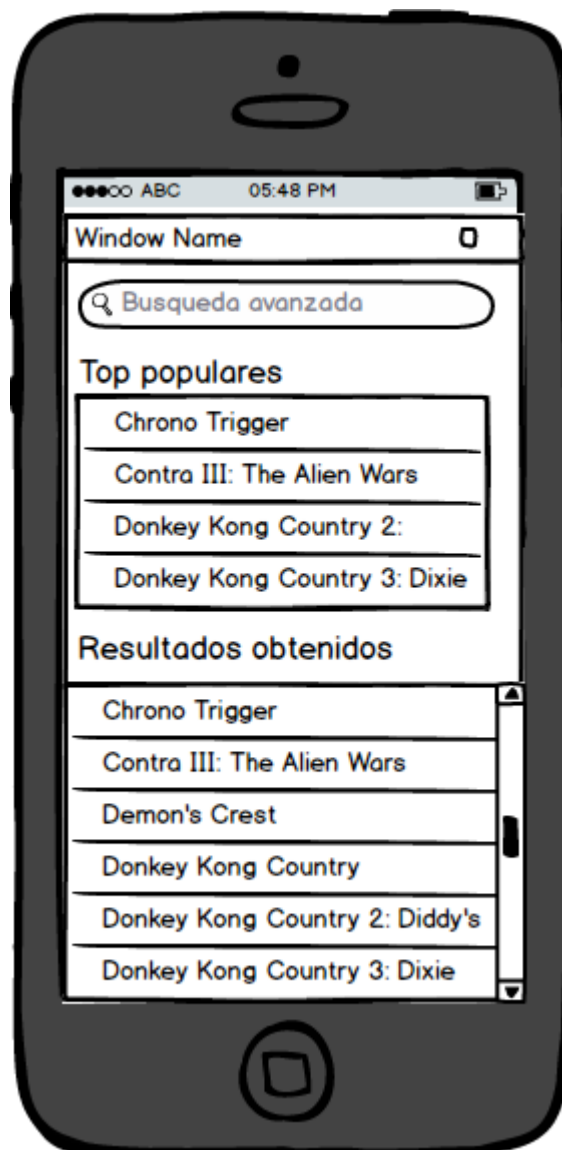 ABC 05:48 PM
Window Name
Busqueda avanzada
Top populares
Chrono Trigger
Contra III: The Alien Wars
Donkey Kong Country 2:
Donkey Kong Country 3: Dixie
Resultados obtenidos
Chrono Trigger
Contra III: The Alien Wars
Demon's Crest
Donkey Kong Country
Donkey Kong Country 2: Diddy's
Donkey Kong Country 3: Dixie